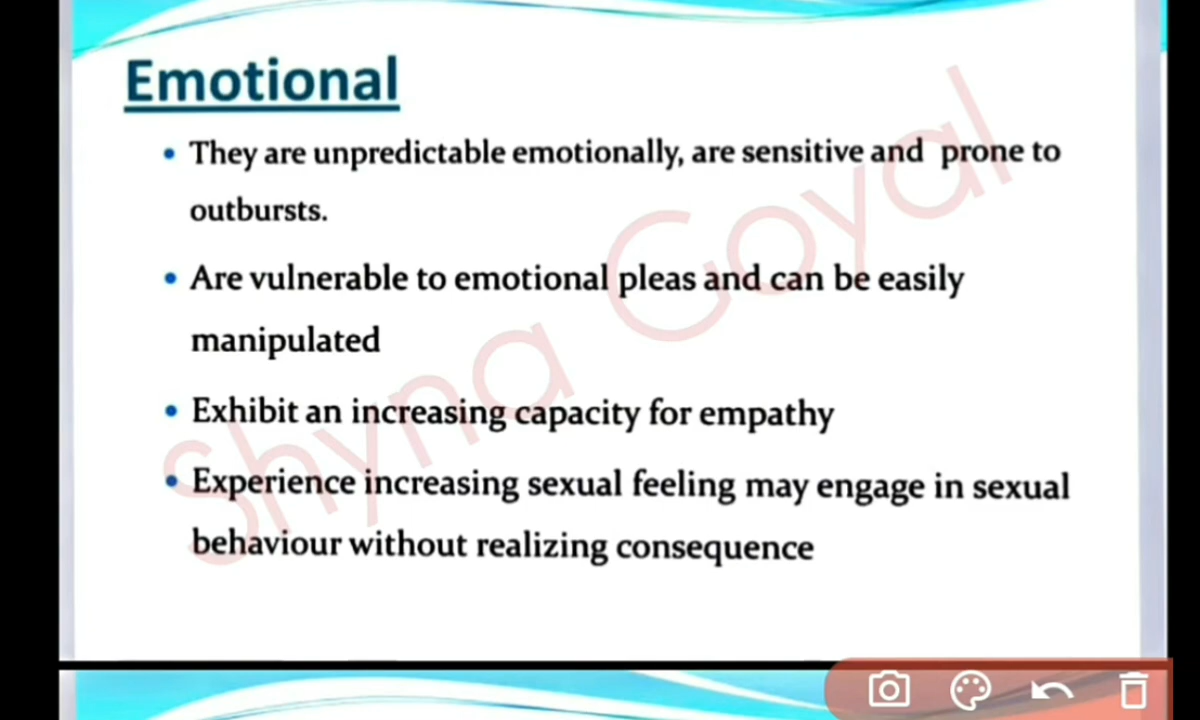 Emotional
• They are unpredictable emotionally, are sensitive and prone to
outbursts.
• Are vulnerable to emotional pleas and can be easily
manipulated
• Exhibit an increasing capacity for empathy
• Experience increasing sexual feeling may engage in sexual
behaviour without realizing consequence
Shyna Goyal